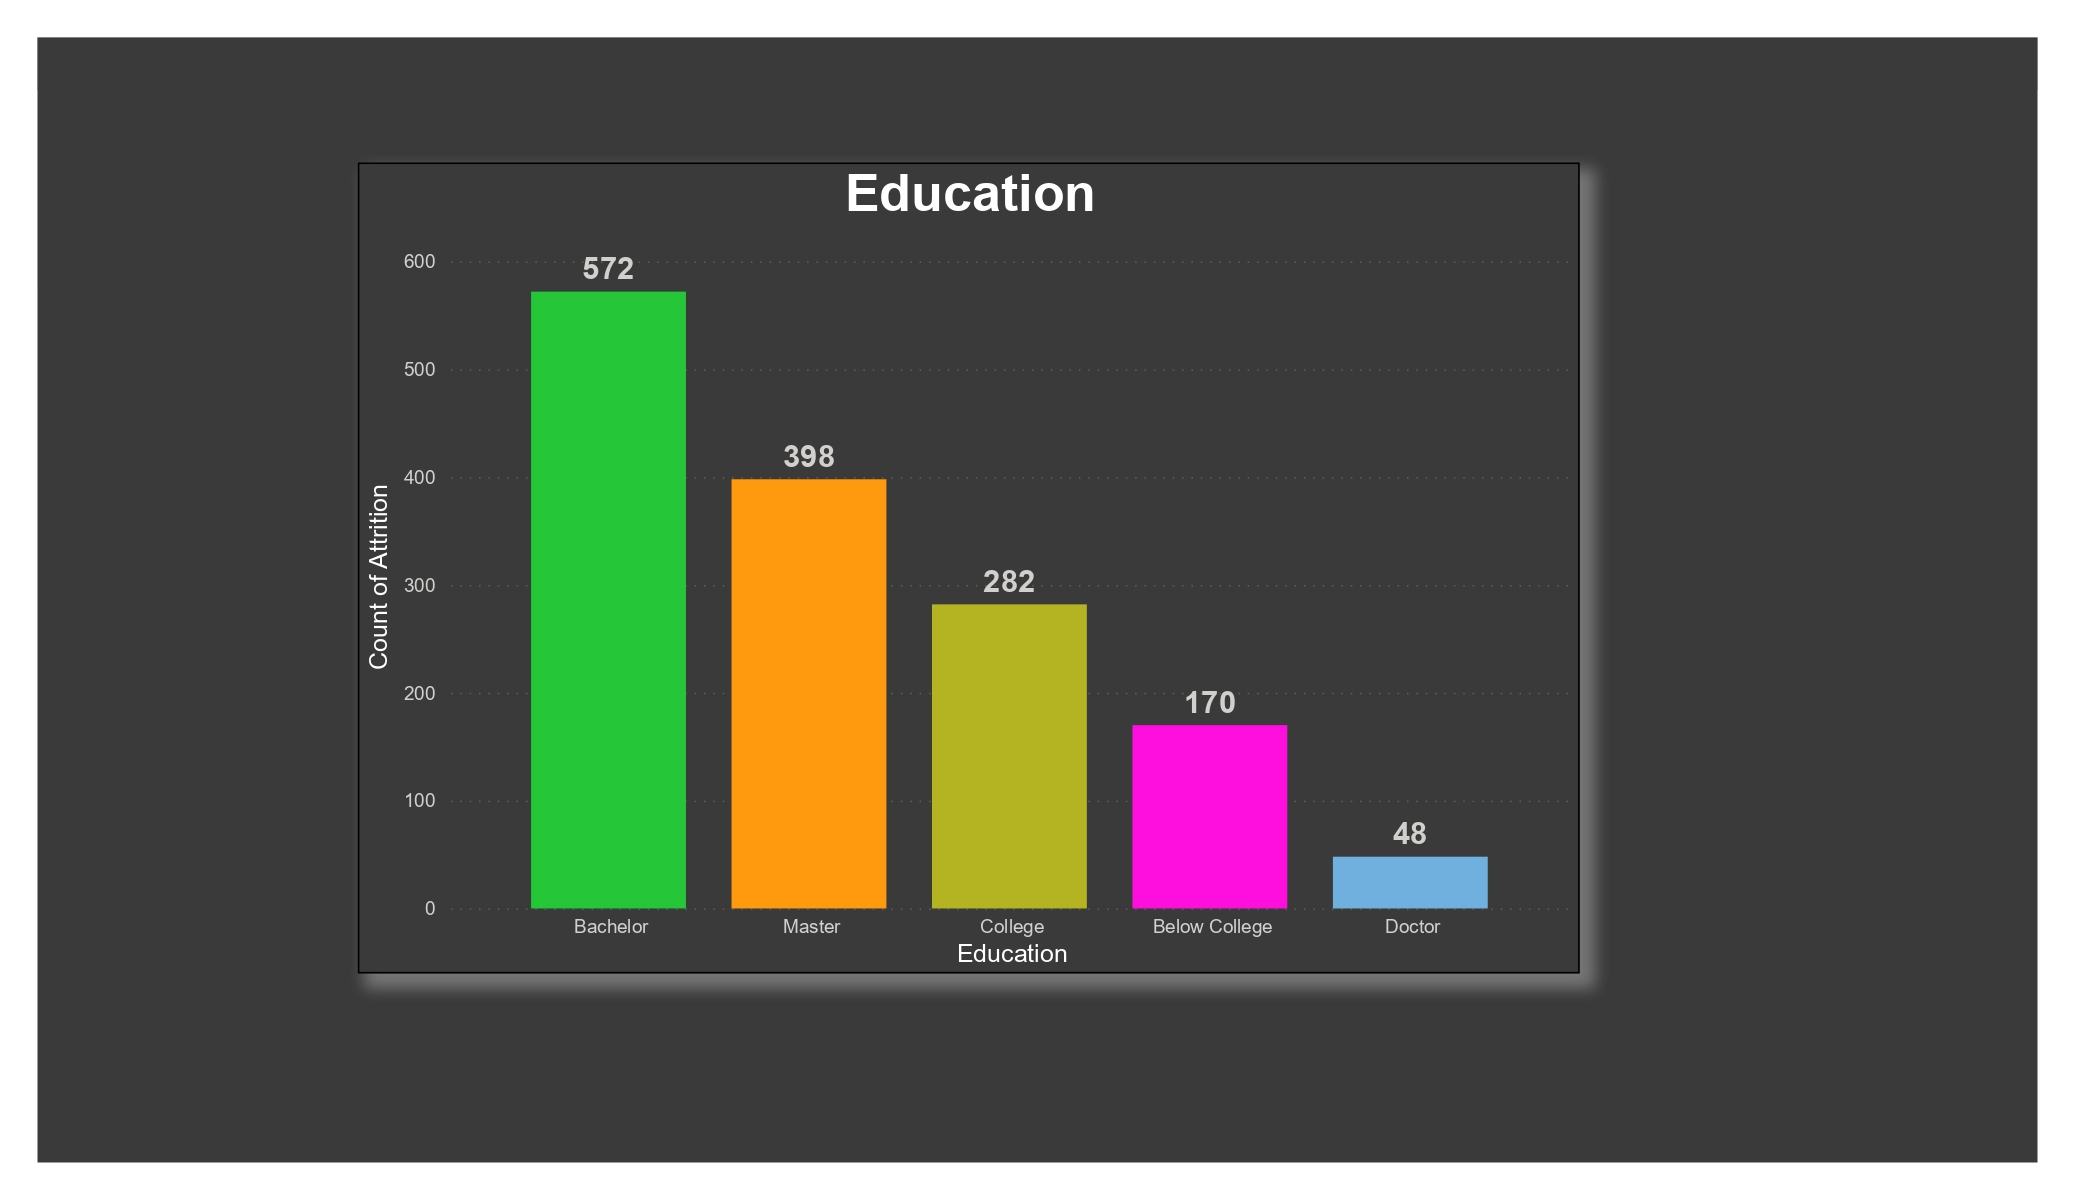 Education
600
572
500
398
400
282
300
170
200
48
100
0
Count of Attrition
Bachelor
Master
College
Below College
Doctor
Education